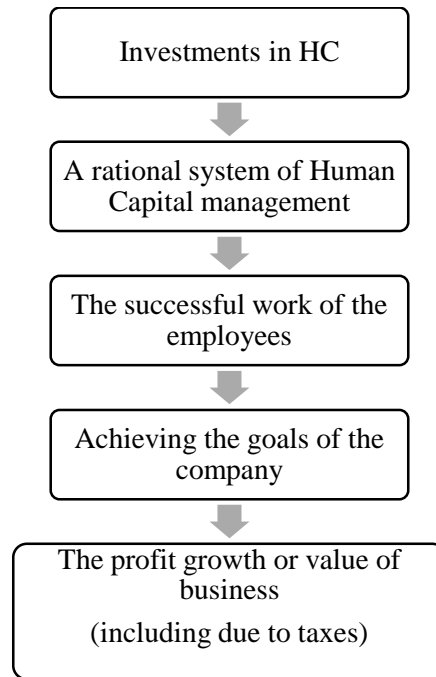 Investments in HC
A rational system of Human
Capital management
The successful work of the
employees
Achieving the goals of the
company
The profit growth or value of
business
(including due to taxes)